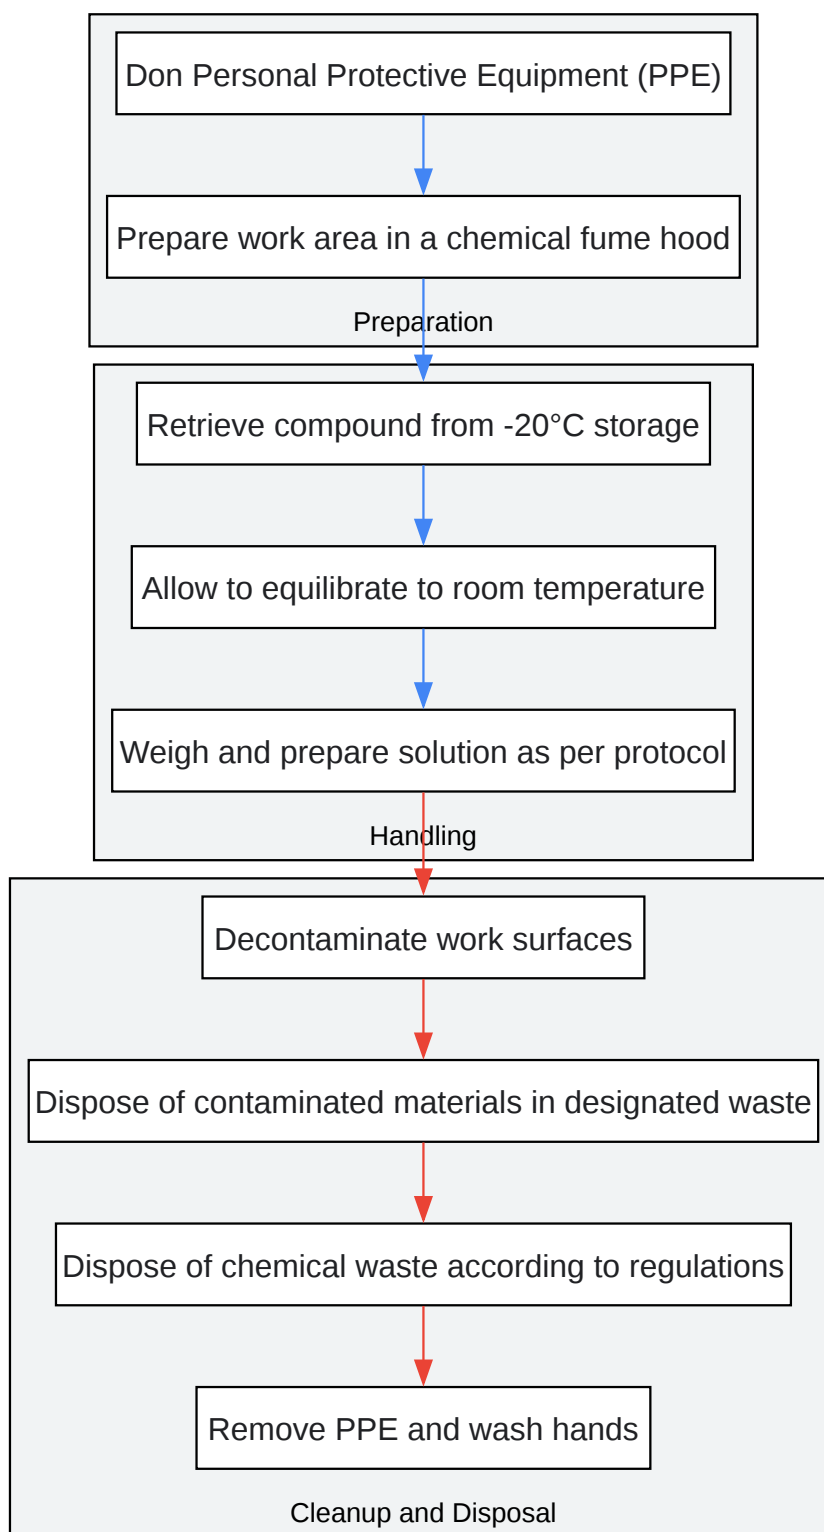 Don Personal Protective Equipment (PPE)
Prepare work area in a chemical fume hood
Preparation
Retrieve compound from -20°C storage
Allow to equilibrate to room temperature
Weigh and prepare solution as per protocol
Handling
Decontaminate work surfaces
Dispose of contaminated materials in designated waste
Dispose of chemical waste according to regulations
Remove PPE and wash hands
Cleanup and Disposal